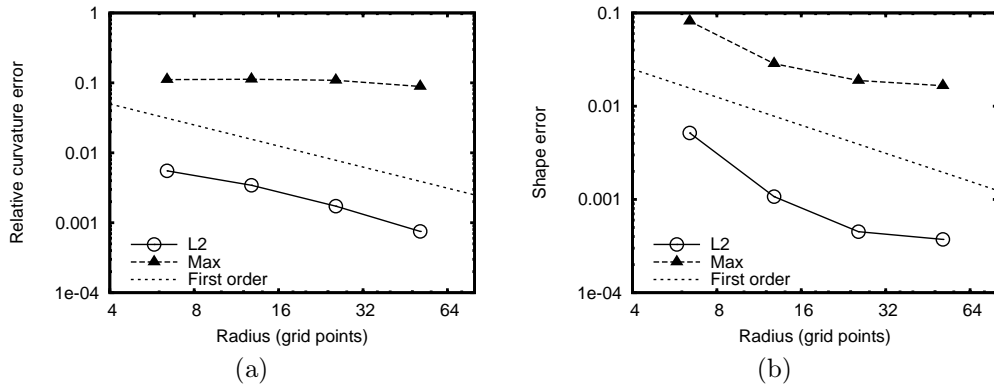 Relative curvature error
1
0.1
0.01
0.001
1e-04
L2
Max
First order
4 8 16 32 64
Radius (grid points)
(a)
Shape error
0.1
0.01
0.001
1e-04
L2
Max
First order
4 8 16 32 64
Radius (grid points)
(b)